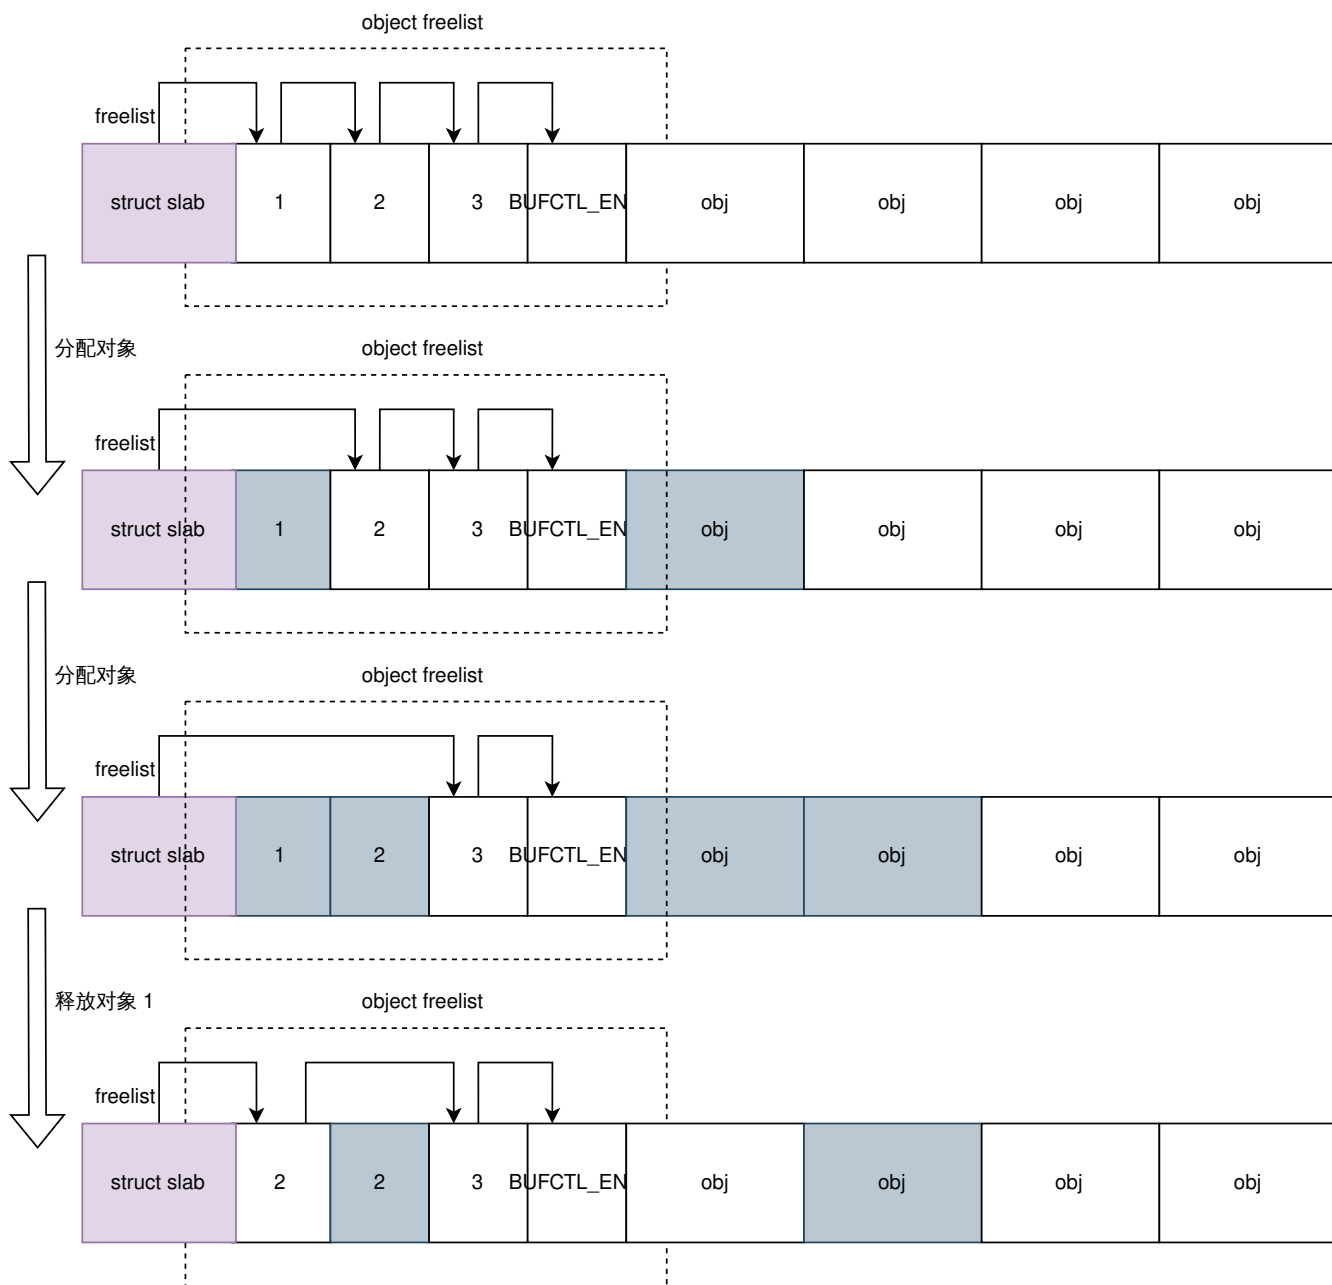 object freelist
freelist
struct slab 1 2 3 BUFCTL_EN obj obj obj obj
分配对象
object freelist
freelist
struct slab 1 2 3 BUFCTL_EN obj obj obj obj
分配对象
object freelist
freelist
struct slab 1 2 3 BUFCTL_EN obj obj obj obj
释放对象 1
object freelist
freelist
struct slab 2 2 3 BUFCTL_EN obj obj obj obj